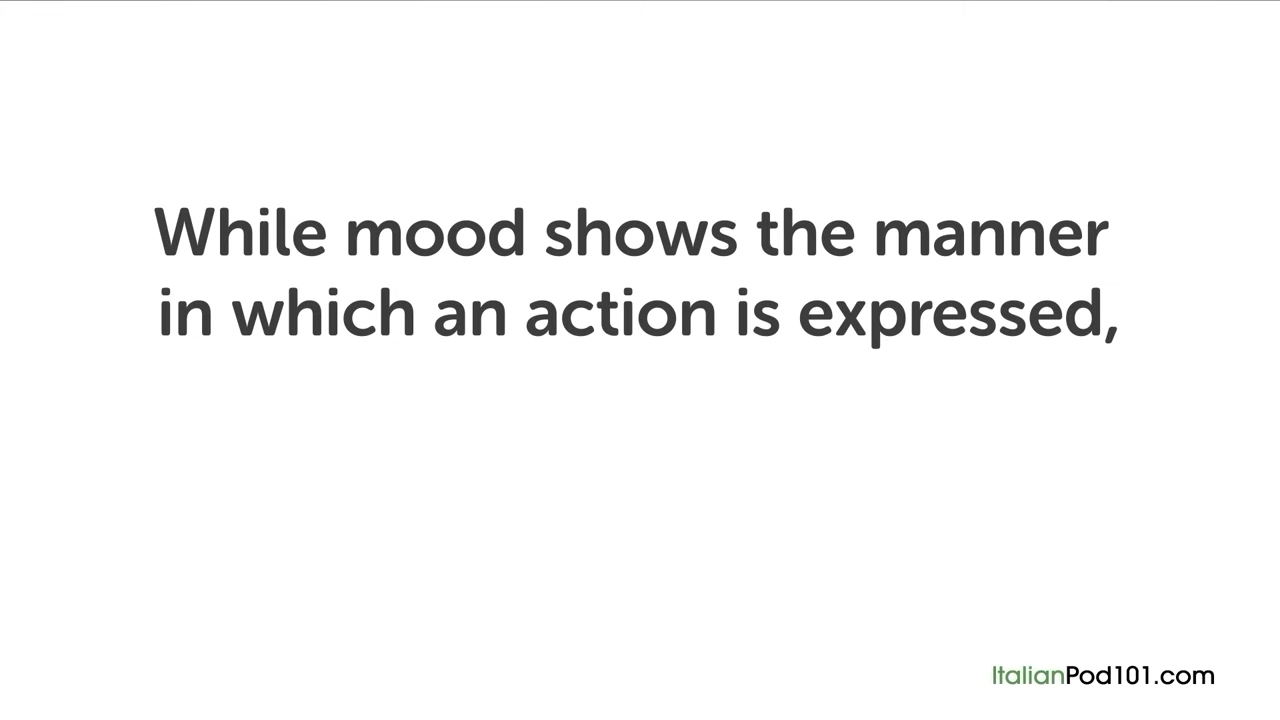 While mood shows the manner
in which an action is expressed,
ItalianPod101.com